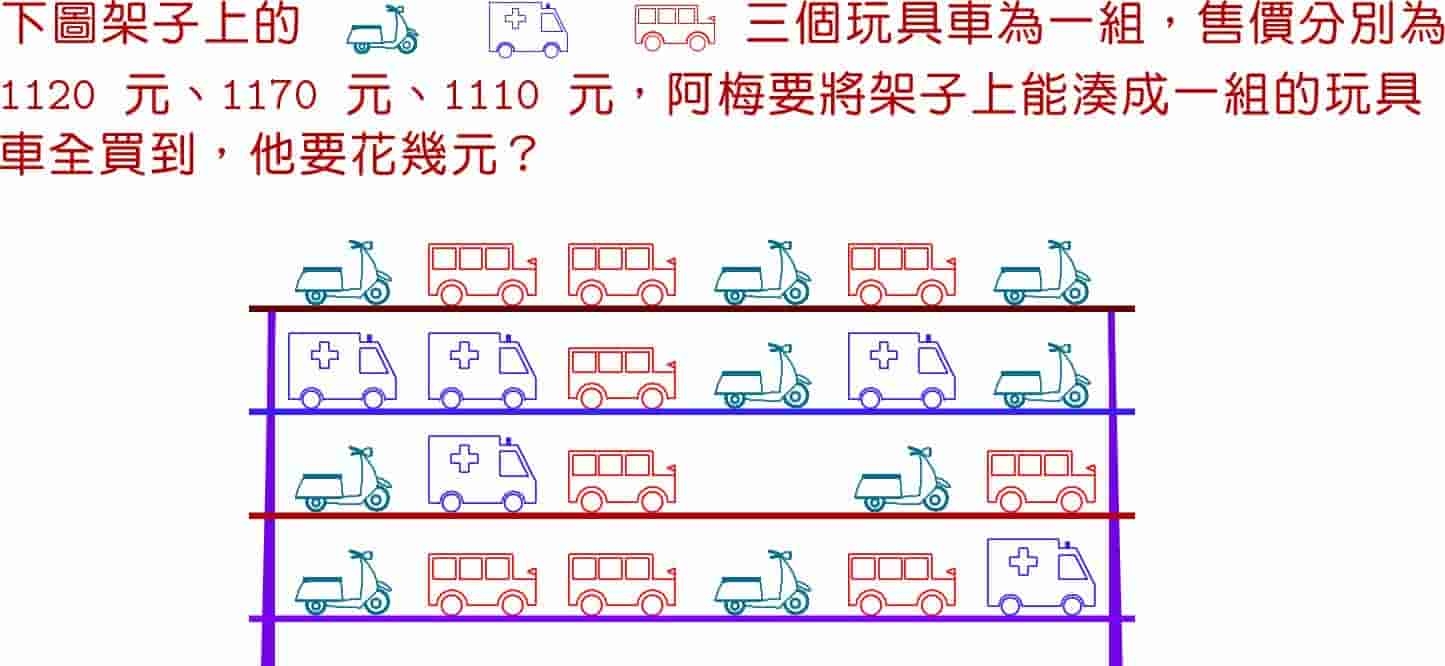 下圖架子上的 三個玩具車為一組，售價分別為
1120 元、1170 元、1110 元，阿梅要將架子上能湊成一組的玩具
車全買到，他要花幾元？